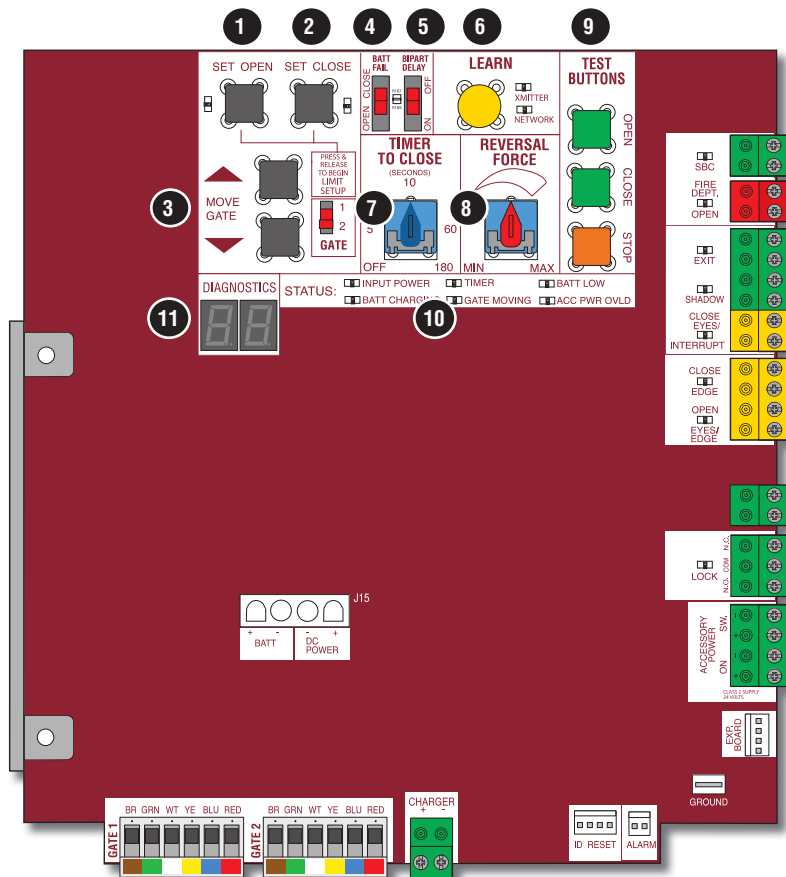 1
2
4
5
6
9
SET OPEN
SET CLOSE
BATT FAIL
CLOSE
OPEN
BIPART DELAY
OFF
ON
LEARN
XMITTER
NETWORK
TEST BUTTONS
OPEN
CLOSE
STOP
PRESS &
RELEASE
TO BEGIN
LIMIT
SETUP
3
MOVE
GATE
1
2
GATE
TIMER
TO CLOSE
(SECONDS)
10
7
5
60
OFF
180
REVERSAL
FORCE
8
MIN
MAX
DIAGNOSTICS
11
88
STATUS:
INPUT POWER
TIMER
BATT LOW
BATT CHARGING
GATE MOVING
ACC PWR OVLD
10
SBC
FIRE
DEPT.
OPEN
EXIT
SHADOW
CLOSE
EYES/
INTERRUPT
CLOSE
EDGE
OPEN
EYES/
EDGE
N.C.
COM
N.O.
LOCK
ACCESSORY
POWER
SW.
ON
- + - +
CLASS 2 SUPPLY
24 VOLTS
EXP.
BOARD
GROUND
J15
+ - - +
BATT
DC
POWER
GATE 1
BR GRN WT YE BLU RED
GATE 2
BR GRN WT YE BLU RED
CHARGER
+ -
ID RESET
ALARM